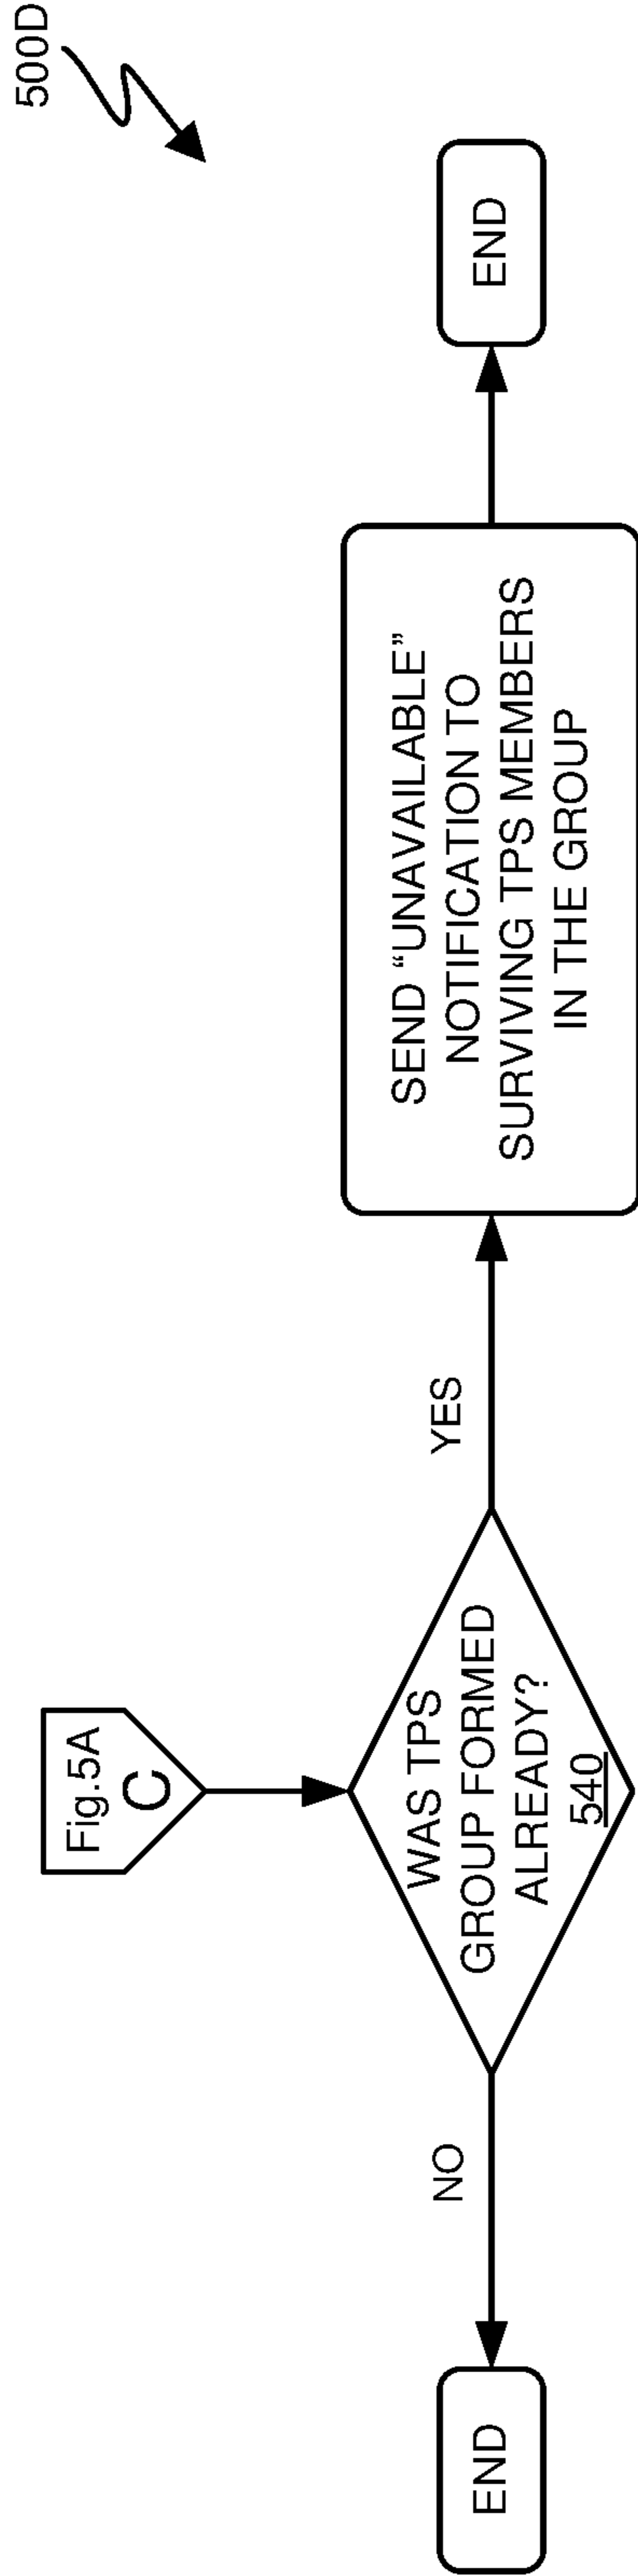 500D
Fig.5A
C
WAS TPS
GROUP FORMED
ALREADY?
540
NO
END
YES
SEND “UNAVAILABLE”
NOTIFICATION TO
SURVIVING TPS MEMBERS
IN THE GROUP
END